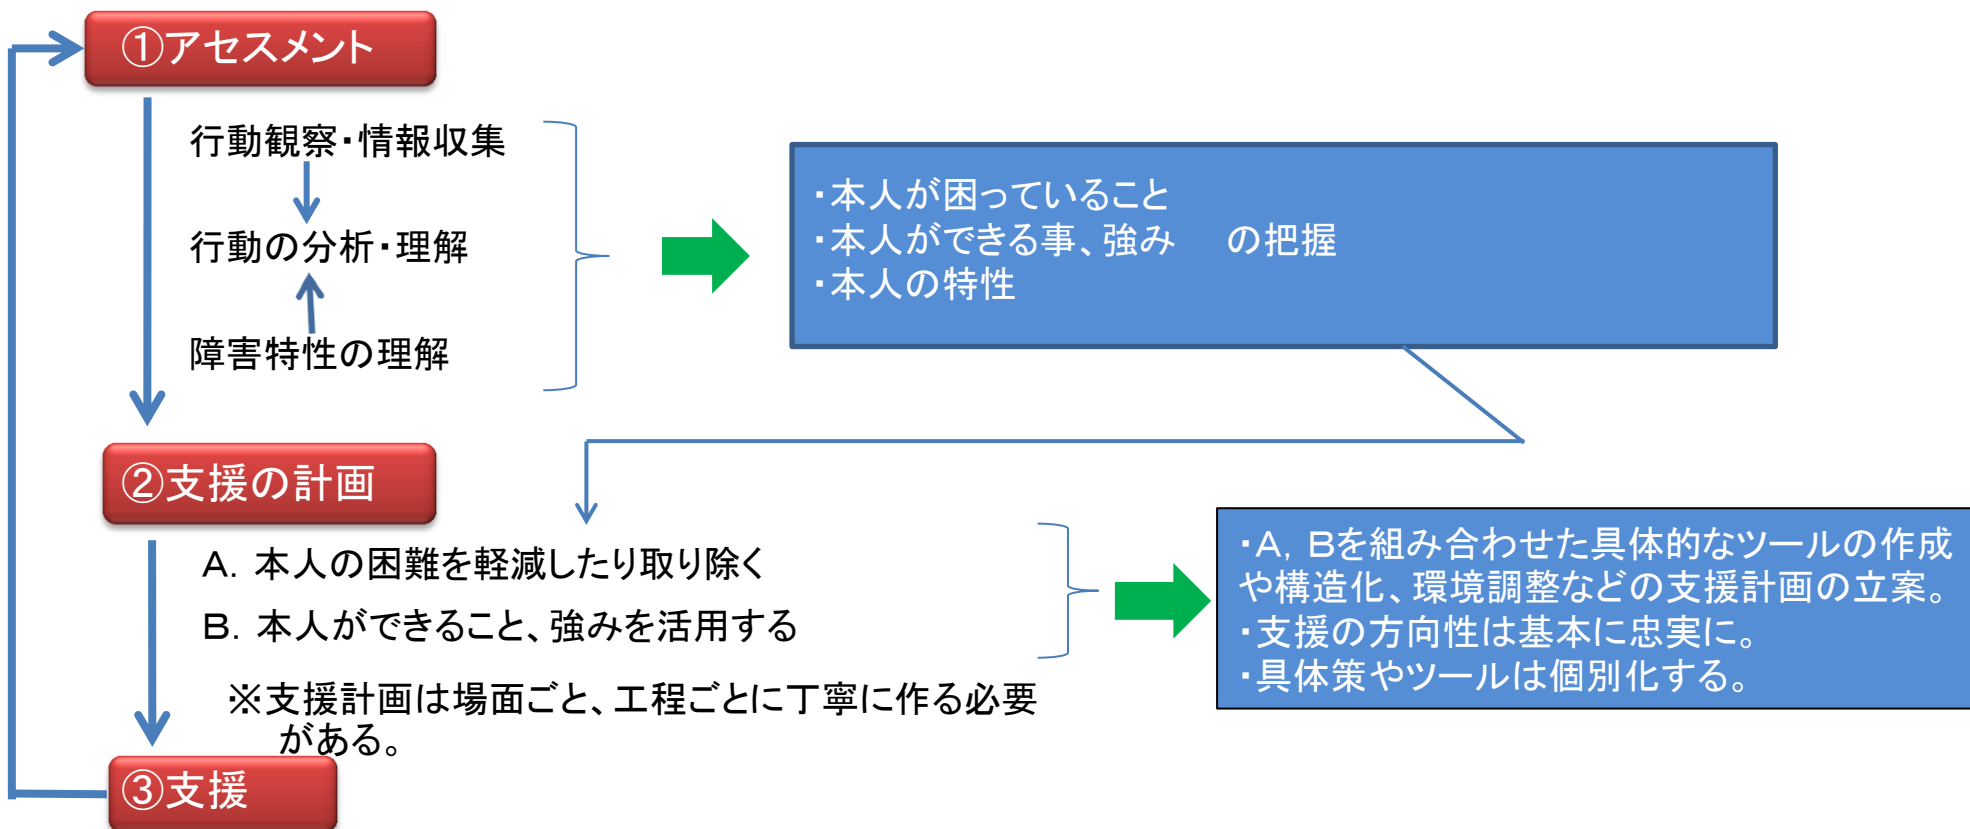 ①アセスメント
行動観察・情報収集
行動の分析・理解
障害特性の理解
・本人が困っていること
・本人ができる事、強み　の把握
・本人の特性
②支援の計画
A. 本人の困難を軽減したり取り除く
B. 本人ができること、強みを活用する
※支援計画は場面ごと、工程ごとに丁寧に作る必要
がある。
・A, Bを組み合わせた具体的なツールの作成
や構造化、環境調整などの支援計画の立案。
・支援の方向性は基本に忠実に。
・具体策やツールは個別化する。
③支援